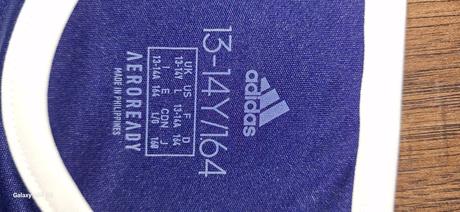 adidas
13-14Y/164
UK US F D
13-14Y L 13-14A 164
I E CDN J
13-14A 164 L/G 160
AEROREADY
MADE IN PHILIPPINES
Galaxy